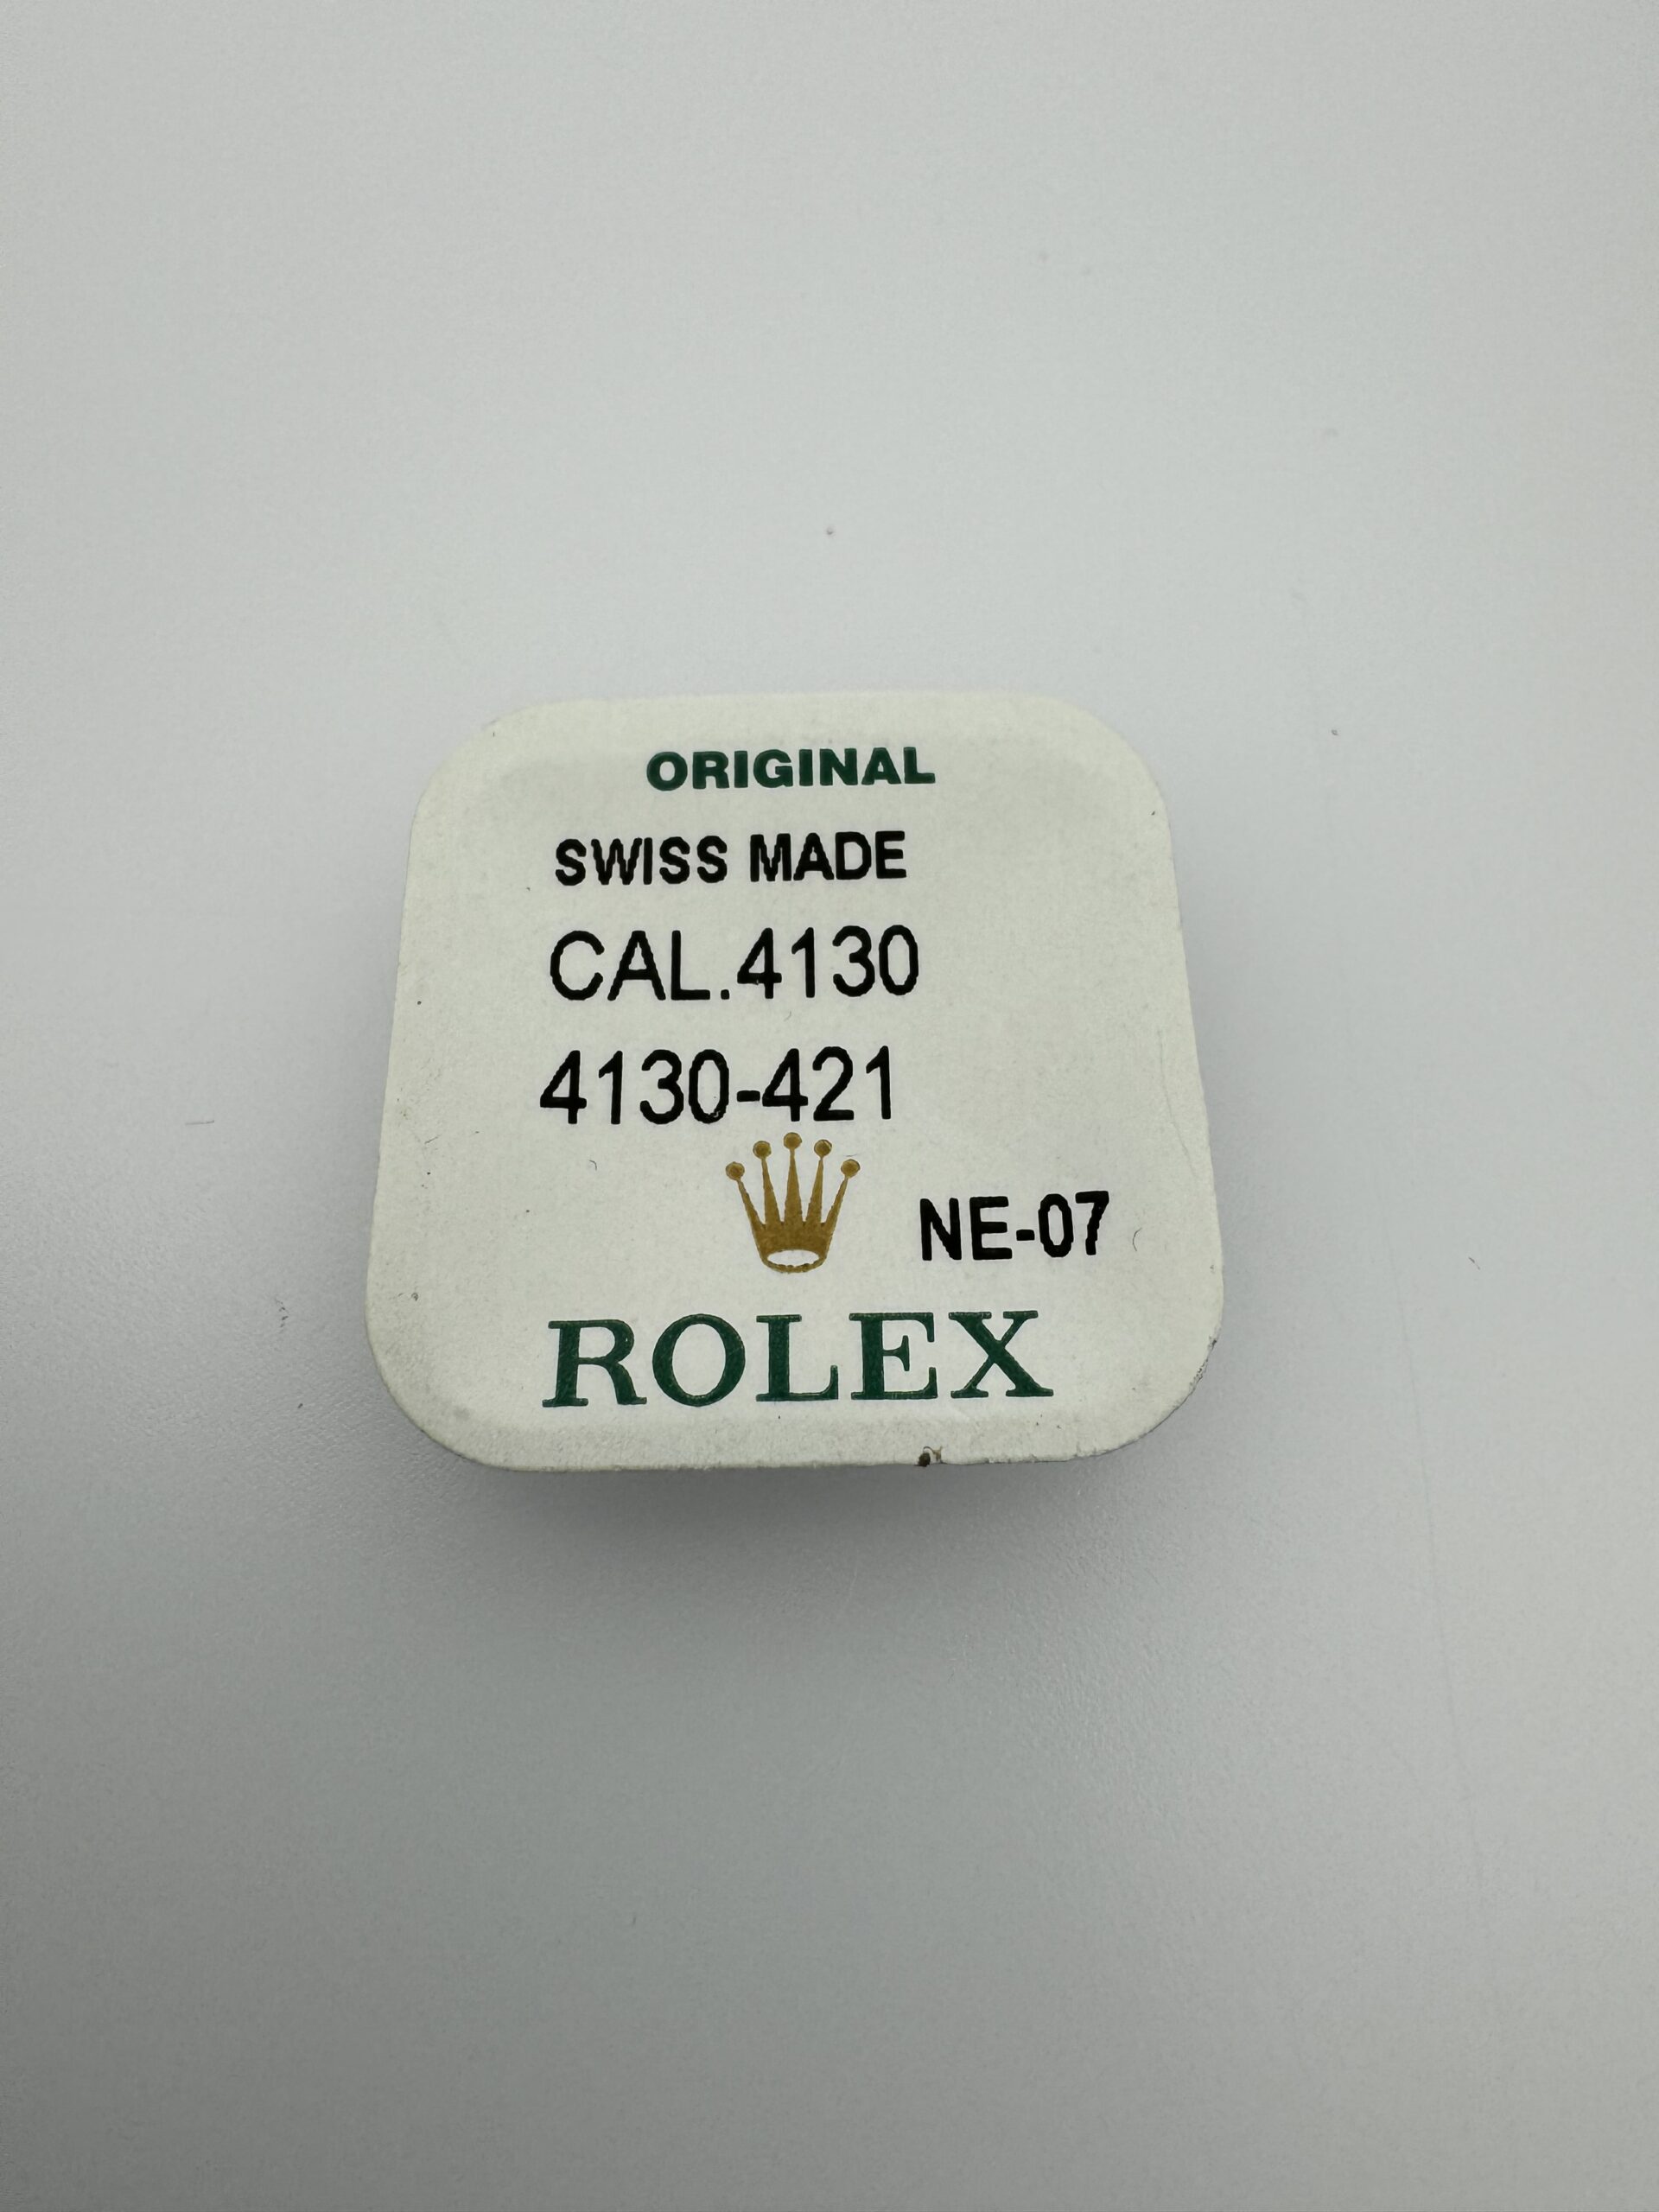 ORIGINAL
SWISS MADE
CAL.4130
4130-421
NE-07
ROLEX